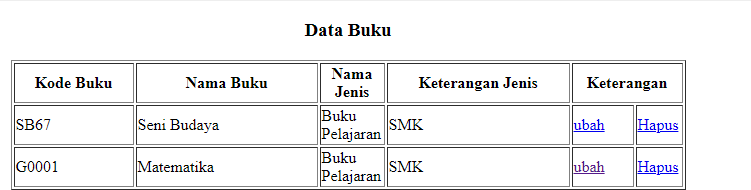 Data Buku
Kode Buku Nama Buku Nama Jenis Keterangan Jenis Keterangan
SB67 Seni Budaya Buku Pelajaran SMK ubah Hapus
G0001 Matematika Buku Pelajaran SMK ubah Hapus